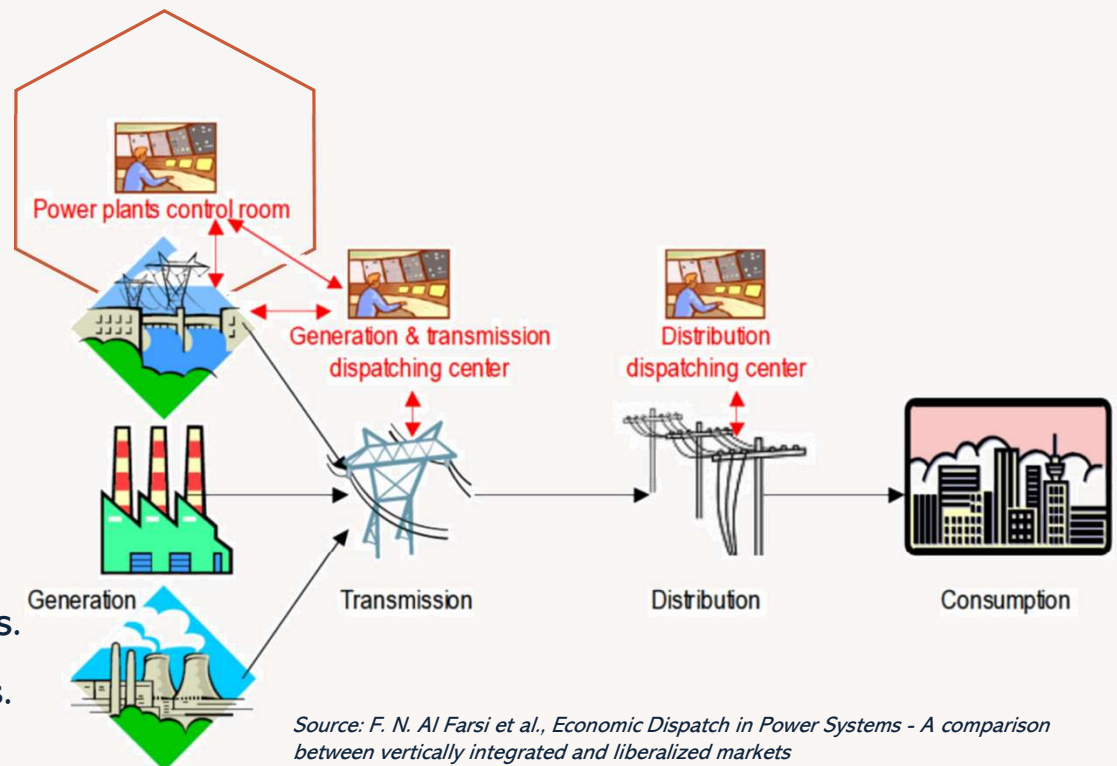 Power plants control room
Generation & transmission
dispatching center
Distribution
dispatching center
Generation
Transmission
Distribution
Consumption
s.
s.
Source: F. N. Al Farsi et al., Economic Dispatch in Power Systems - A comparison
between vertically integrated and liberalized markets